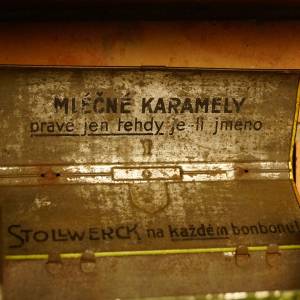 MLÉČNÉ KARAMELY
pravé jen tehdy je-li jméno
STOLLWERCK na každém bonbonu!